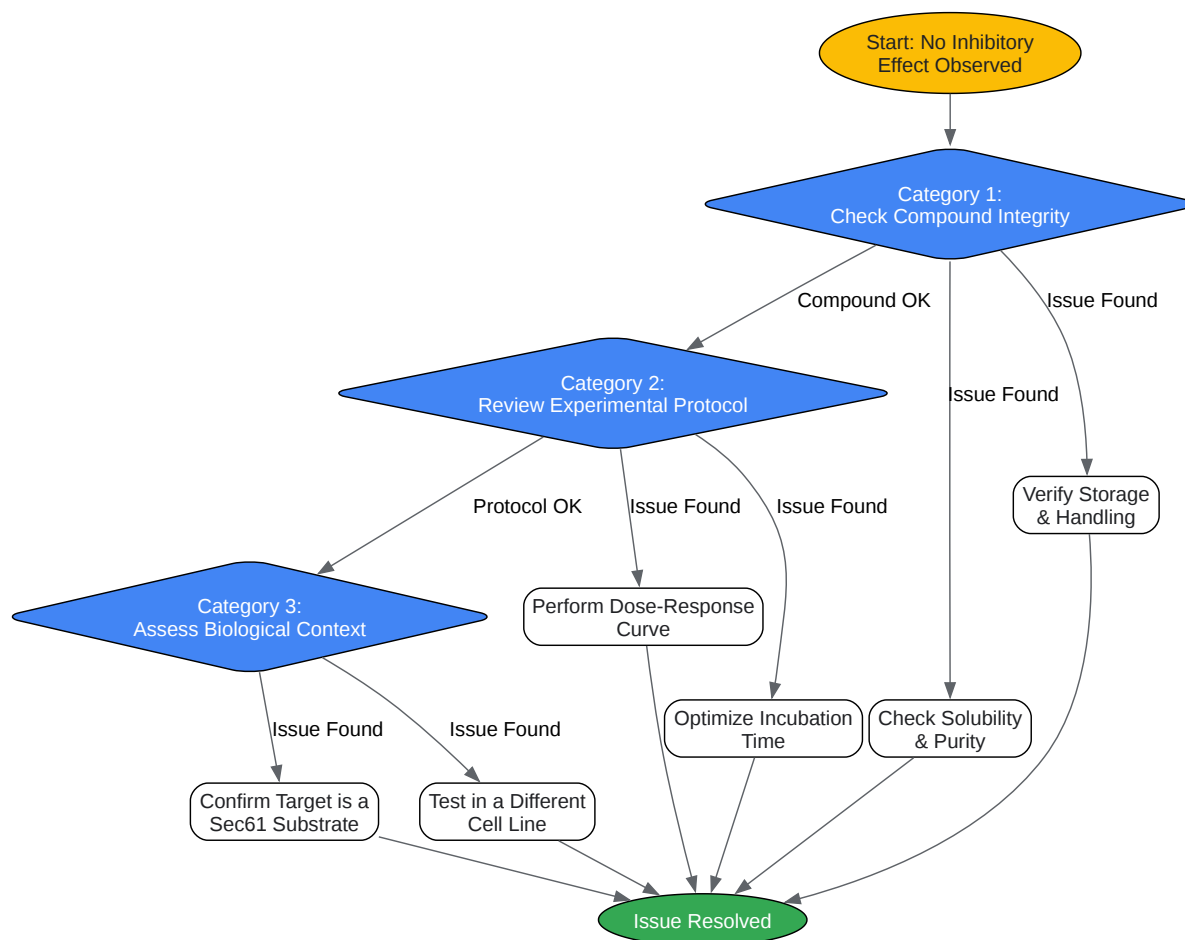 Start: No Inhibitory
Effect Observed
Category 1:
Check Compound Integrity
Compound OK
Issue Found
Category 2:
Review Experimental Protocol
Issue Found
Verify Storage
& Handling
Protocol OK
Issue Found
Issue Found
Category 3:
Assess Biological Context
Perform Dose-Response
Curve
Issue Found
Issue Found
Optimize Incubation
Time
Check Solubility
& Purity
Confirm Target is a
Sec61 Substrate
Test in a Different
Cell Line
Issue Resolved